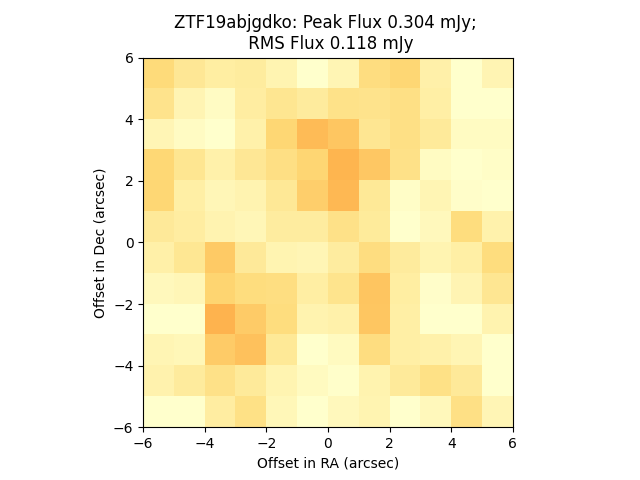 ZTF19abjgdko: Peak Flux 0.304 mJy;
RMS Flux 0.118 mJy
6
4
2
0
−2
−4
−6
Offset in Dec (arcsec)
−6 −4 −2 0 2 4 6
Offset in RA (arcsec)